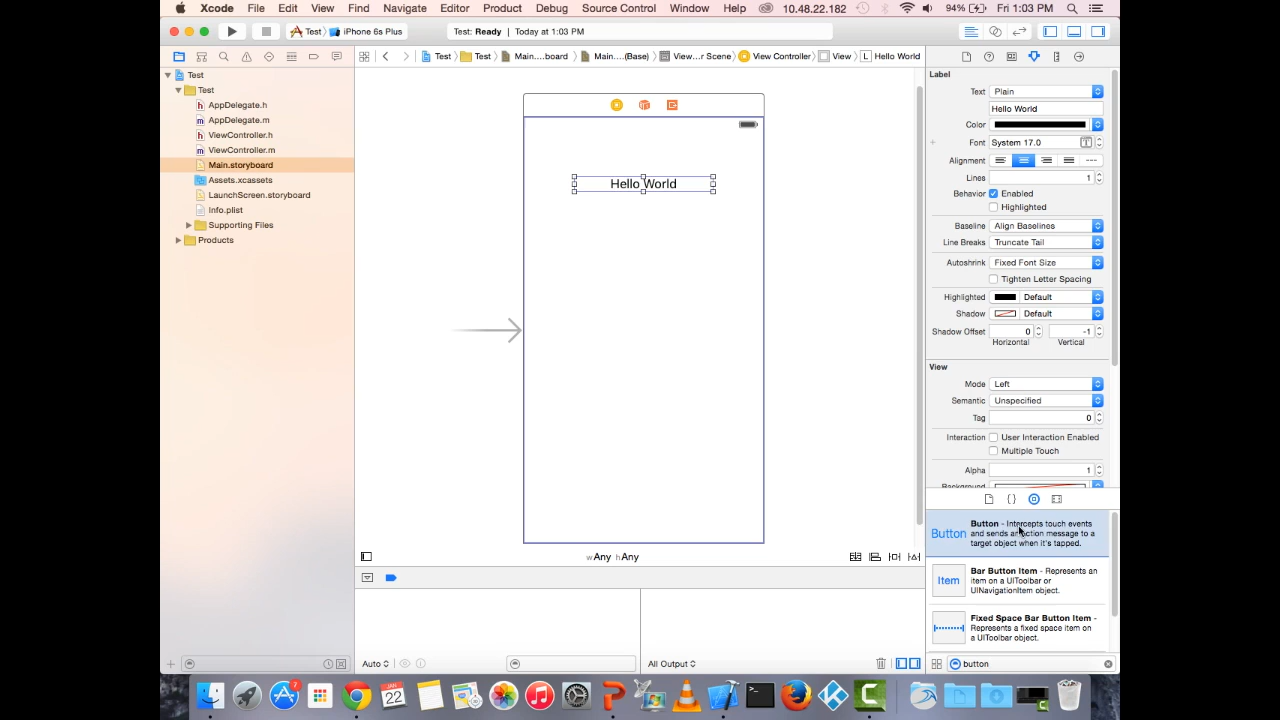 Xcode File Edit View Find Navigate Editor Product Debug Source Control Window Help 10.48.22.182 94% Fri 1:03 PM
Test iPhone 6s Plus Test: Ready | Today at 1:03 PM
Test Test Main....board Main....(Base) View...r Scene View Controller View L Hello World
Test
Test
h AppDelegate.h
m AppDelegate.m
h ViewController.h
m ViewController.m
Main.storyboard
Assets.xcassets
LaunchScreen.storyboard
Info.plist
Supporting Files
Products
Hello World
wAny hAny
Auto
All Output
Label
Text Plain
Hello World
Color
Font System 17.0 T
Alignment
Lines 1
Behavior Enabled
Highlighted
Baseline Align Baselines
Line Breaks Truncate Tail
Autoshrink Fixed Font Size
Tighten Letter Spacing
Highlighted Default
Shadow Default
Shadow Offset 0 -1
Horizontal Vertical
View
Mode Left
Semantic Unspecified
Tag 0
Interaction User Interaction Enabled
Multiple Touch
Alpha 1
Background
Button
Button - Intercepts touch events
and sends an action message to a
target object when it's tapped.
Item
Bar Button Item - Represents an
item on a UIToolbar or
UINavigationItem object.
Fixed Space Bar Button Item -
Represents a fixed space item on
a UIToolbar object.
button
JAN
22
7